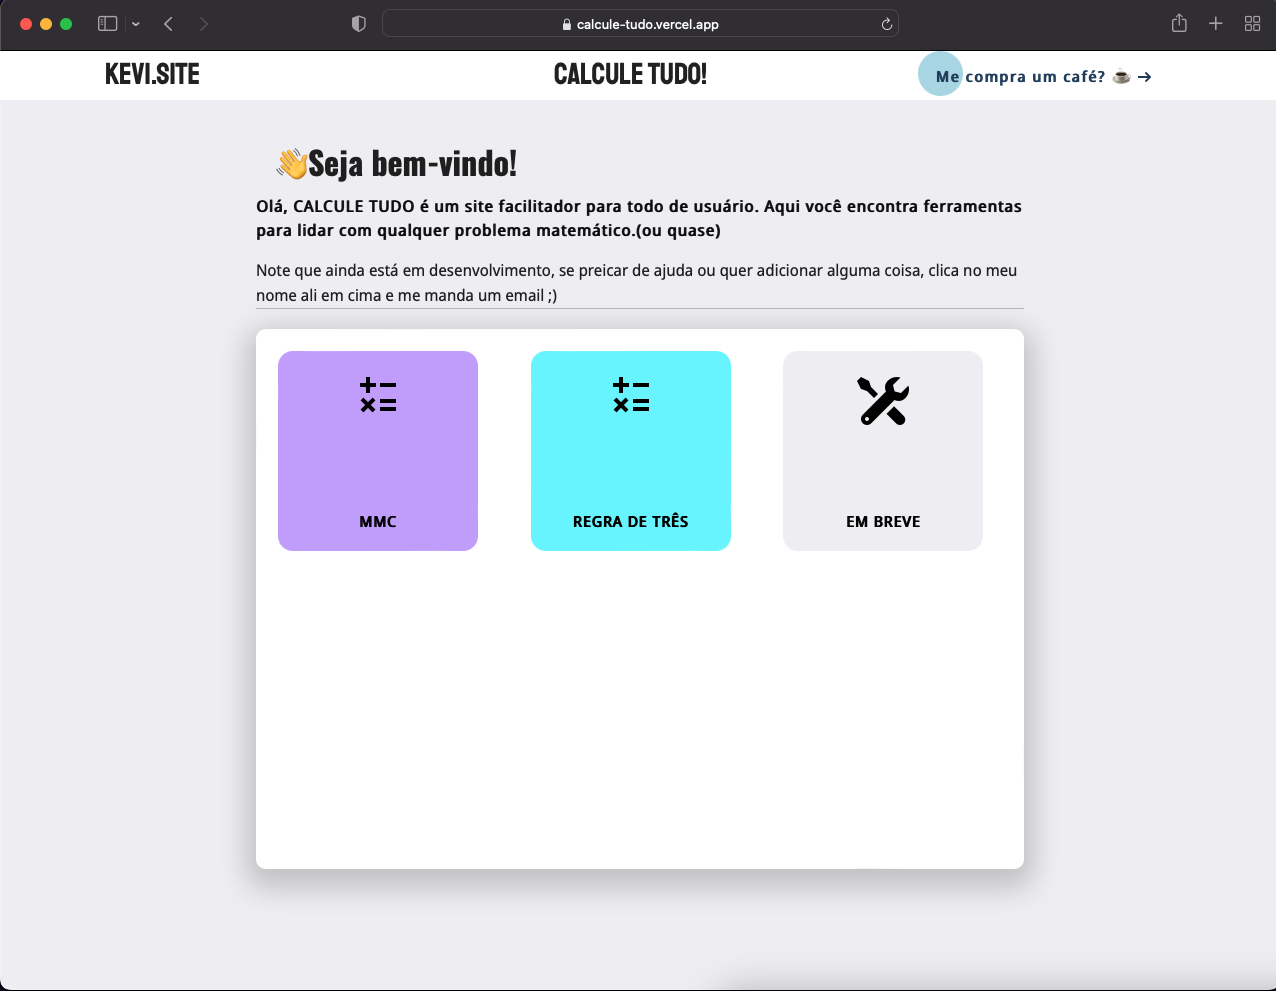 calcule-tudo.vercel.app
KEVI.SITE
CALCULE TUDO!
Me compra um café? ☕ →
👋Seja bem-vindo!
Olá, CALCULE TUDO é um site facilitador para todo de usuário. Aqui você encontra ferramentas
para lidar com qualquer problema matemático.(ou quase)
Note que ainda está em desenvolvimento, se preicar de ajuda ou quer adicionar alguma coisa, clica no meu
nome ali em cima e me manda um email ;)
MMC
REGRA DE TRÊS
EM BREVE